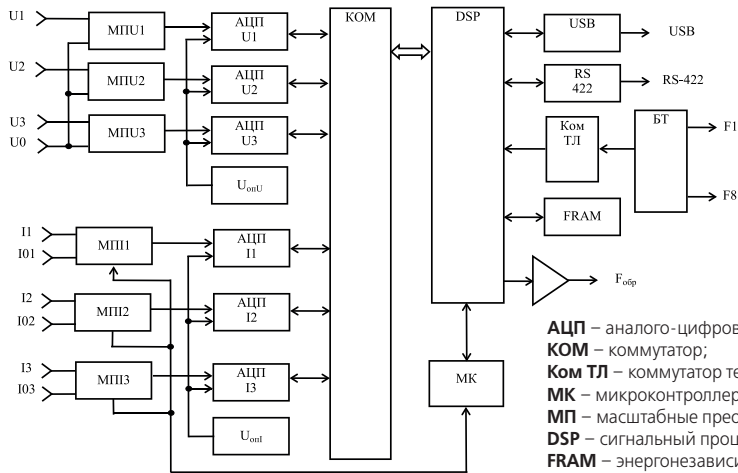 U1
МПU1
АЦП
U1
КОМ
DSP
USB
USB
U2
МПU2
АЦП
U2
RS
422
RS-422
U3
U0
МПU3
АЦП
U3
Ком
ТЛ
БТ
F1
F8
UопU
FRAM
I1
I01
МПI1
АЦП
I1
Fобр
I2
I02
МПI2
АЦП
I2
I3
I03
МПI3
АЦП
I3
МК
UопI
АЦП – аналого-цифров
КОМ – коммутатор;
Ком ТЛ – коммутатор те
МК – микроконтроллер
МП – масштабные прео
DSP – сигнальный проц
FRAM – энергонезависи